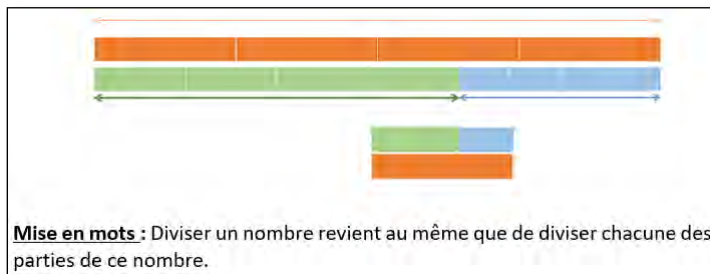 Mise en mots : Diviser un nombre revient au même que de diviser chacune des
parties de ce nombre.